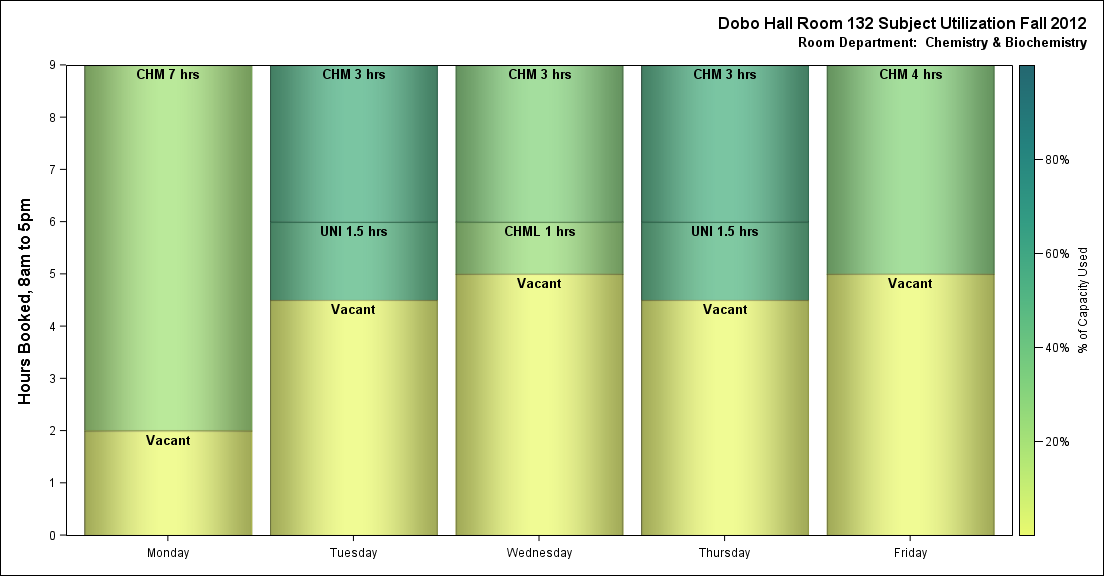 Dobo Hall Room 132 Subject Utilization Fall 2012
Room Department: Chemistry & Biochemistry
Hours Booked, 8am to 5pm
9
8
7
6
5
4
3
2
1
0
CHM 7 hrs
Vacant
CHM 3 hrs
UNI 1.5 hrs
Vacant
CHM 3 hrs
CHML 1 hrs
Vacant
CHM 3 hrs
UNI 1.5 hrs
Vacant
CHM 4 hrs
Vacant
Monday
Tuesday
Wednesday
Thursday
Friday
80%
60%
40%
20%
% of Capacity Used